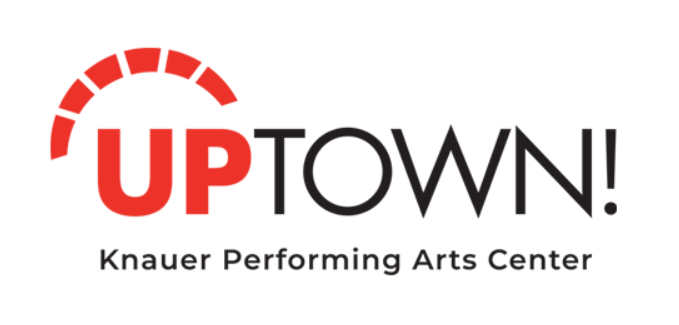 UPTOWN!
Knauer Performing Arts Center